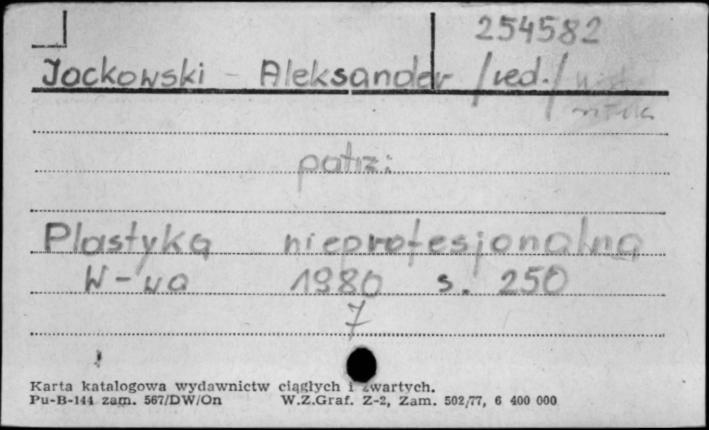 254582
Jackowski - Aleksander /red./
patrz:
Plastyka nieprofesjonalna
W-wa 1980 s. 250
7
Karta katalogowa wydawnictw ciągłych i zwartych.
Pu-B-144 zam. 567/DW/On W.Z.Graf. Z-2, Zam. 502/77, 6 400 000